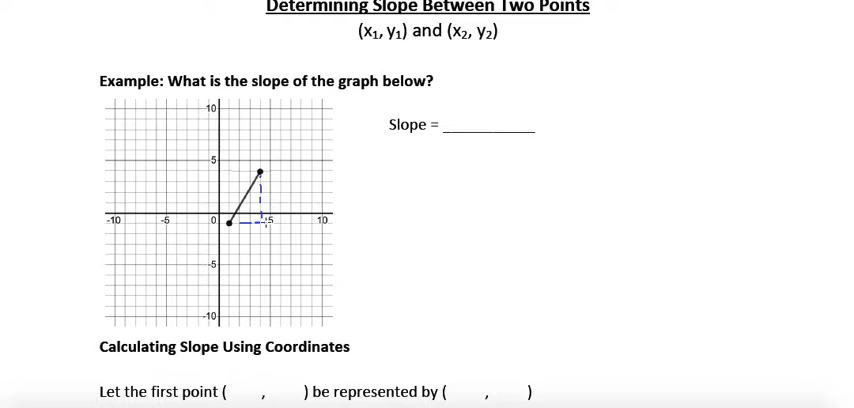 Determining Slope Between Two Points
(x₁, y₁) and (x₂, y₂)
Example: What is the slope of the graph below?
10
Slope = ____________
5
-10 -5 0 5 10
-5
-10
Calculating Slope Using Coordinates
Let the first point ( , ) be represented by ( , )